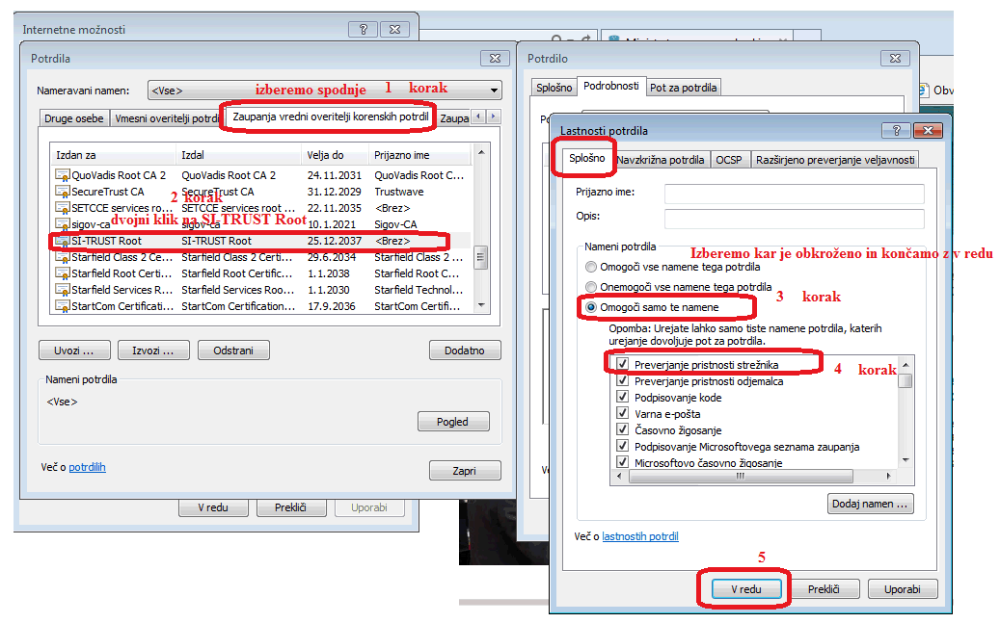 Internetne možnosti
Potrdila
Nameravani namen:
<Vse>
izberemo spodnje 1 korak
Druge osebe
Vmesni overitelji potrdi
Zaupanja vredni overitelji korenskih potrdil
Zaupa
Izdan za Izdal Velja do Prijazno ime
QuoVadis Root CA 2 QuoVadis Root CA 2 24.11.2031 QuoVadis Root C...
SecureTrust CA SecureTrust CA 31.12.2029 Trustwave
2 korak
SETCCE services ro... SETCCE services root ... 22.11.2035 <Brez>
dvojni klik na SI-TRUST Root
sigov-ca sigov-ca 10.1.2021 Sigov-CA
SI-TRUST Root SI-TRUST Root 25.12.2037 <Brez>
Starfield Class 2 Ce... Starfield Class 2 Certi... 29.6.2034 Starfield Class 2 ...
Starfield Root Certi... Starfield Root Certific... 1.1.2038 Starfield Root C...
Starfield Services R... Starfield Services Roo... 1.1.2030 Starfield Technol...
StartCom Certificati... StartCom Certification... 17.9.2036 StartCom Certifi...
Uvozi ...
Izvozi ...
Odstrani
Dodatno
Nameni potrdila
<Vse>
Pogled
Več o potrdilih
Zapri
V redu
Prekliči
Uporabi
Obv
Potrdilo
Splošno
Podrobnosti
Pot za potrdila
Lastnosti potrdila
Splošno
Navzkrižna potrdila
OCSP
Razširjeno preverjanje veljavnosti
Prijazno ime:
Opis:
Nameni potrdila
Izberemo kar je obkroženo in končamo z v redu
Omogoči vse namene tega potrdila
Onemogoči vse namene tega potrdila
3 korak
Omogoči samo te namene
Opomba: Urejate lahko samo tiste namene potrdila, katerih
urejanje dovoljuje pot za potrdila.
Preverjanje pristnosti strežnika
4 korak
Preverjanje pristnosti odjemalca
Podpisovanje kode
Varna e-pošta
Časovno žigosanje
Podpisovanje Microsoftovega seznama zaupanja
Microsoftovo časovno žigosanje
Dodaj namen ...
Več o lastnostih potrdil
5
V redu
Prekliči
Uporabi